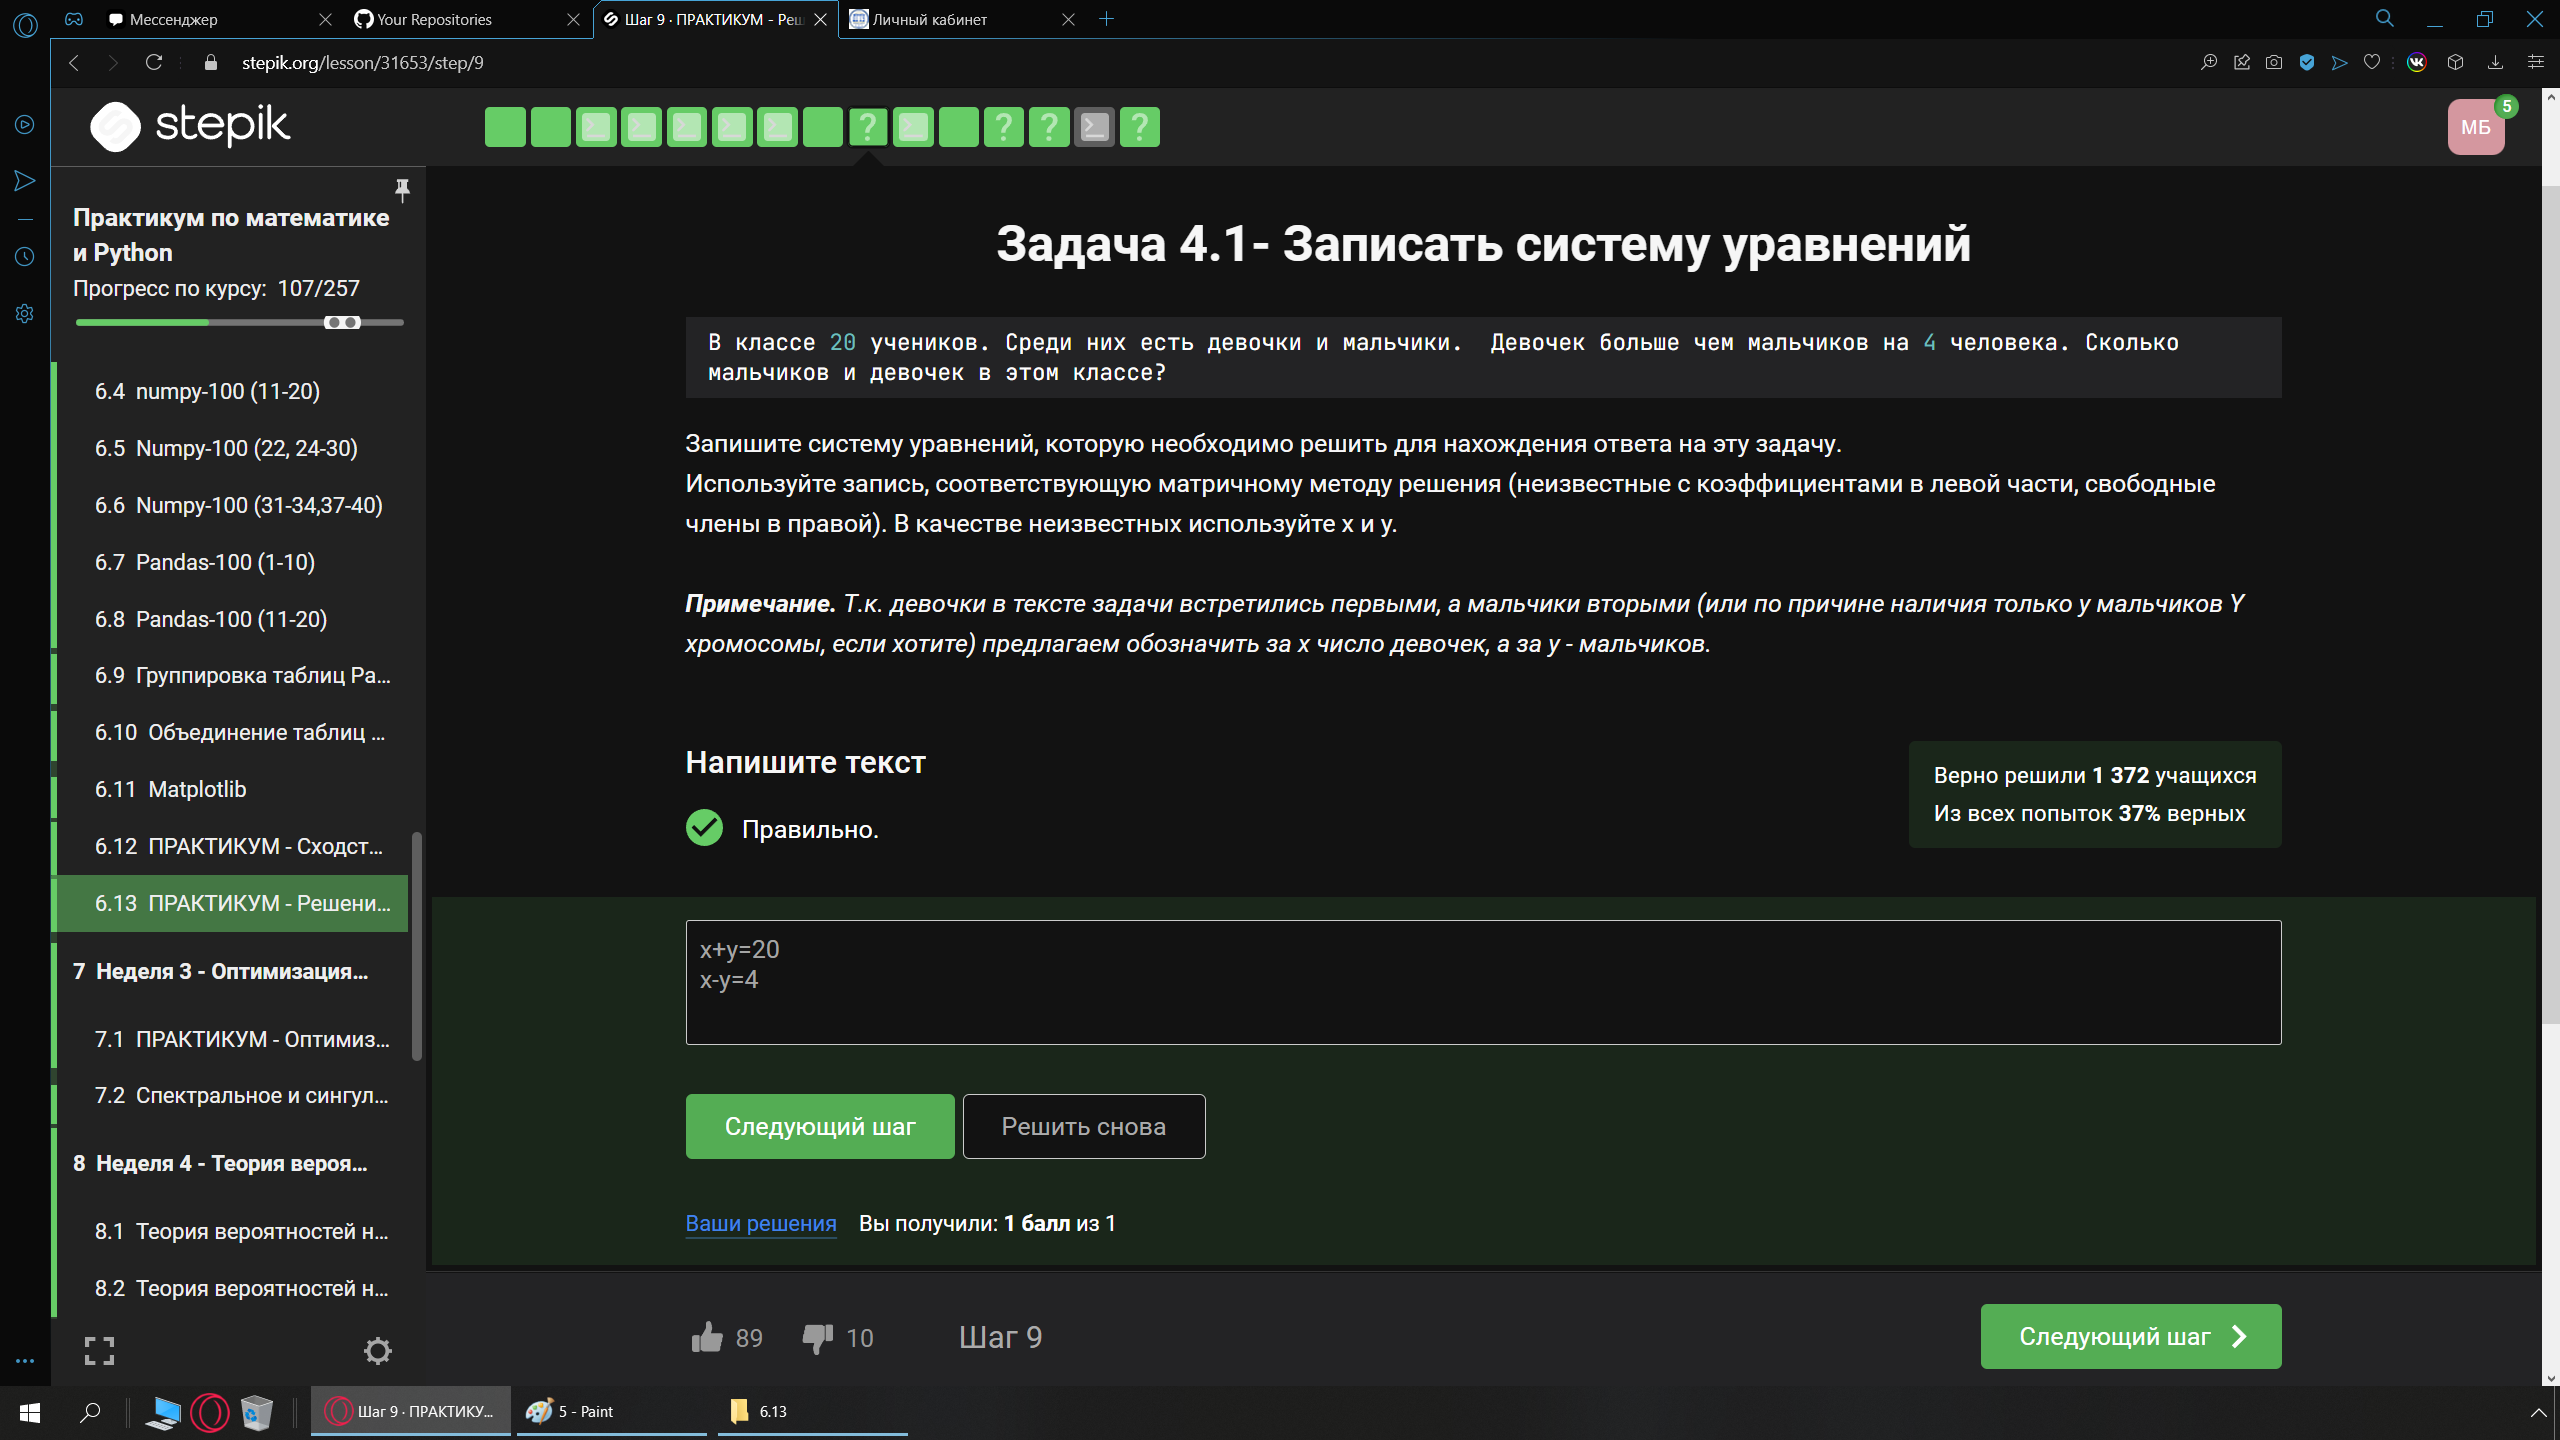 Мессенджер
Your Repositories
Шаг 9 · ПРАКТИКУМ - Реш
Личный кабинет
stepik.org/lesson/31653/step/9
stepik
? ? ? ?
МБ
5
Практикум по математике
и Python
Прогресс по курсу: 107/257
6.4 numpy-100 (11-20)
6.5 Numpy-100 (22, 24-30)
6.6 Numpy-100 (31-34,37-40)
6.7 Pandas-100 (1-10)
6.8 Pandas-100 (11-20)
6.9 Группировка таблиц Pa...
6.10 Объединение таблиц ...
6.11 Matplotlib
6.12 ПРАКТИКУМ - Сходст...
6.13 ПРАКТИКУМ - Решени...
7 Неделя 3 - Оптимизация...
7.1 ПРАКТИКУМ - Оптимиз...
7.2 Спектральное и сингул...
8 Неделя 4 - Теория вероя...
8.1 Теория вероятностей н...
8.2 Теория вероятностей н...
Задача 4.1- Записать систему уравнений
В классе 20 учеников. Среди них есть девочки и мальчики. Девочек больше чем мальчиков на 4 человека. Сколько
мальчиков и девочек в этом классе?
Запишите систему уравнений, которую необходимо решить для нахождения ответа на эту задачу.
Используйте запись, соответствующую матричному методу решения (неизвестные с коэффициентами в левой части, свободные
члены в правой). В качестве неизвестных используйте x и y.
Примечание. Т.к. девочки в тексте задачи встретились первыми, а мальчики вторыми (или по причине наличия только у мальчиков Y
хромосомы, если хотите) предлагаем обозначить за x число девочек, а за y - мальчиков.
Напишите текст
Правильно.
Верно решили 1 372 учащихся
Из всех попыток 37% верных
x+y=20
x-y=4
Следующий шаг
Решить снова
Ваши решения Вы получили: 1 балл из 1
89
10
Шаг 9
Следующий шаг
Шаг 9 · ПРАКТИКУ...
5 - Paint
6.13